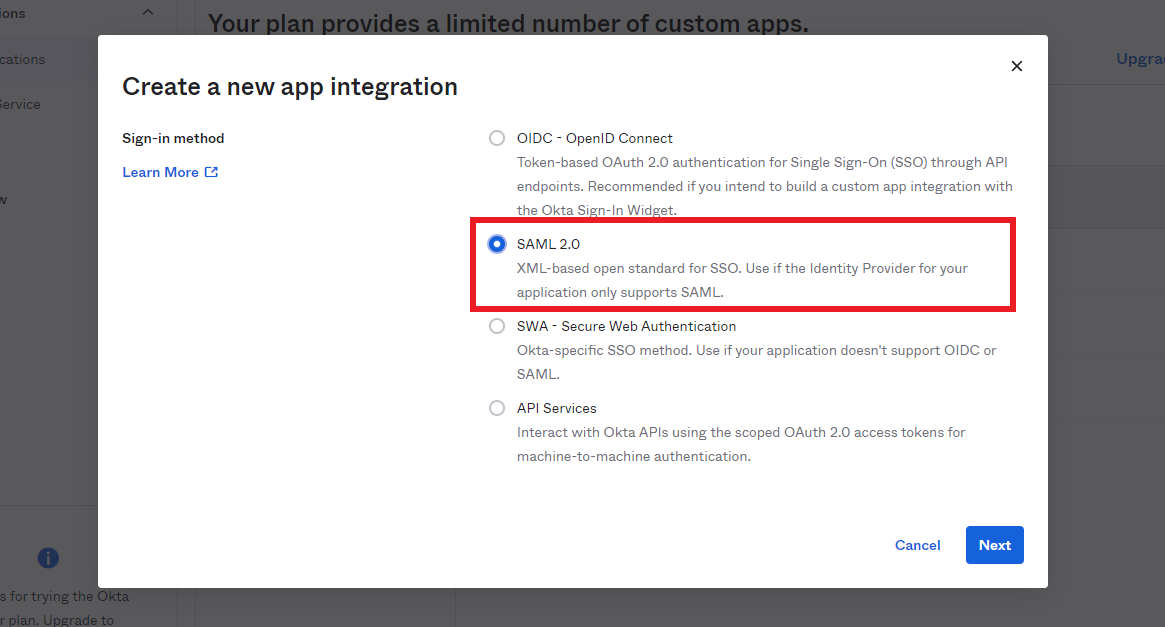 ions
Your plan provides a limited number of custom apps.
cations
Upgra
Service
w
Create a new app integration
Sign-in method
Learn More
OIDC - OpenID Connect
Token-based OAuth 2.0 authentication for Single Sign-On (SSO) through API
endpoints. Recommended if you intend to build a custom app integration with
the Okta Sign-In Widget.
SAML 2.0
XML-based open standard for SSO. Use if the Identity Provider for your
application only supports SAML.
SWA - Secure Web Authentication
Okta-specific SSO method. Use if your application doesn't support OIDC or
SAML.
API Services
Interact with Okta APIs using the scoped OAuth 2.0 access tokens for
machine-to-machine authentication.
Cancel
Next
s for trying the Okta
r plan. Upgrade to